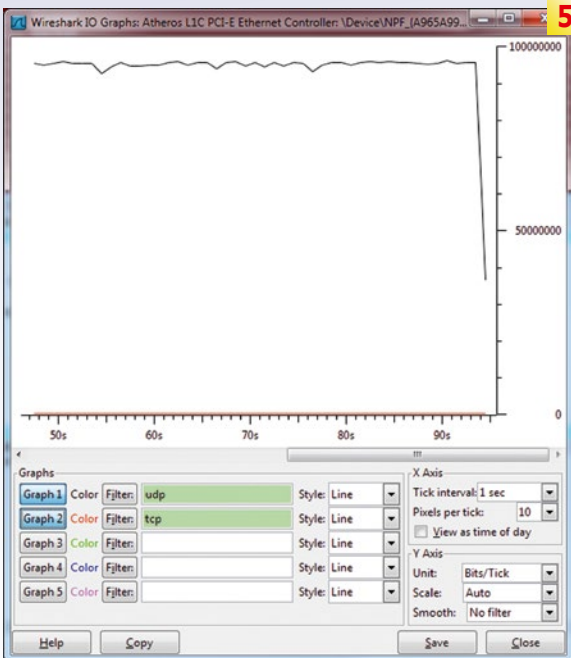 Wireshark IO Graphs: Atheros L1C PCI-E Ethernet Controller: \Device\NPF_{A965A99...
5
100000000
50000000
0
50s 60s 70s 80s 90s
Graphs
Graph 1 Color Filter: udp Style: Line
Graph 2 Color Filter: tcp Style: Line
Graph 3 Color Filter: Style: Line
Graph 4 Color Filter: Style: Line
Graph 5 Color Filter: Style: Line
X Axis
Tick interval: 1 sec
Pixels per tick: 10
View as time of day
Y Axis
Unit: Bits/Tick
Scale: Auto
Smooth: No filter
Help Copy Save Close